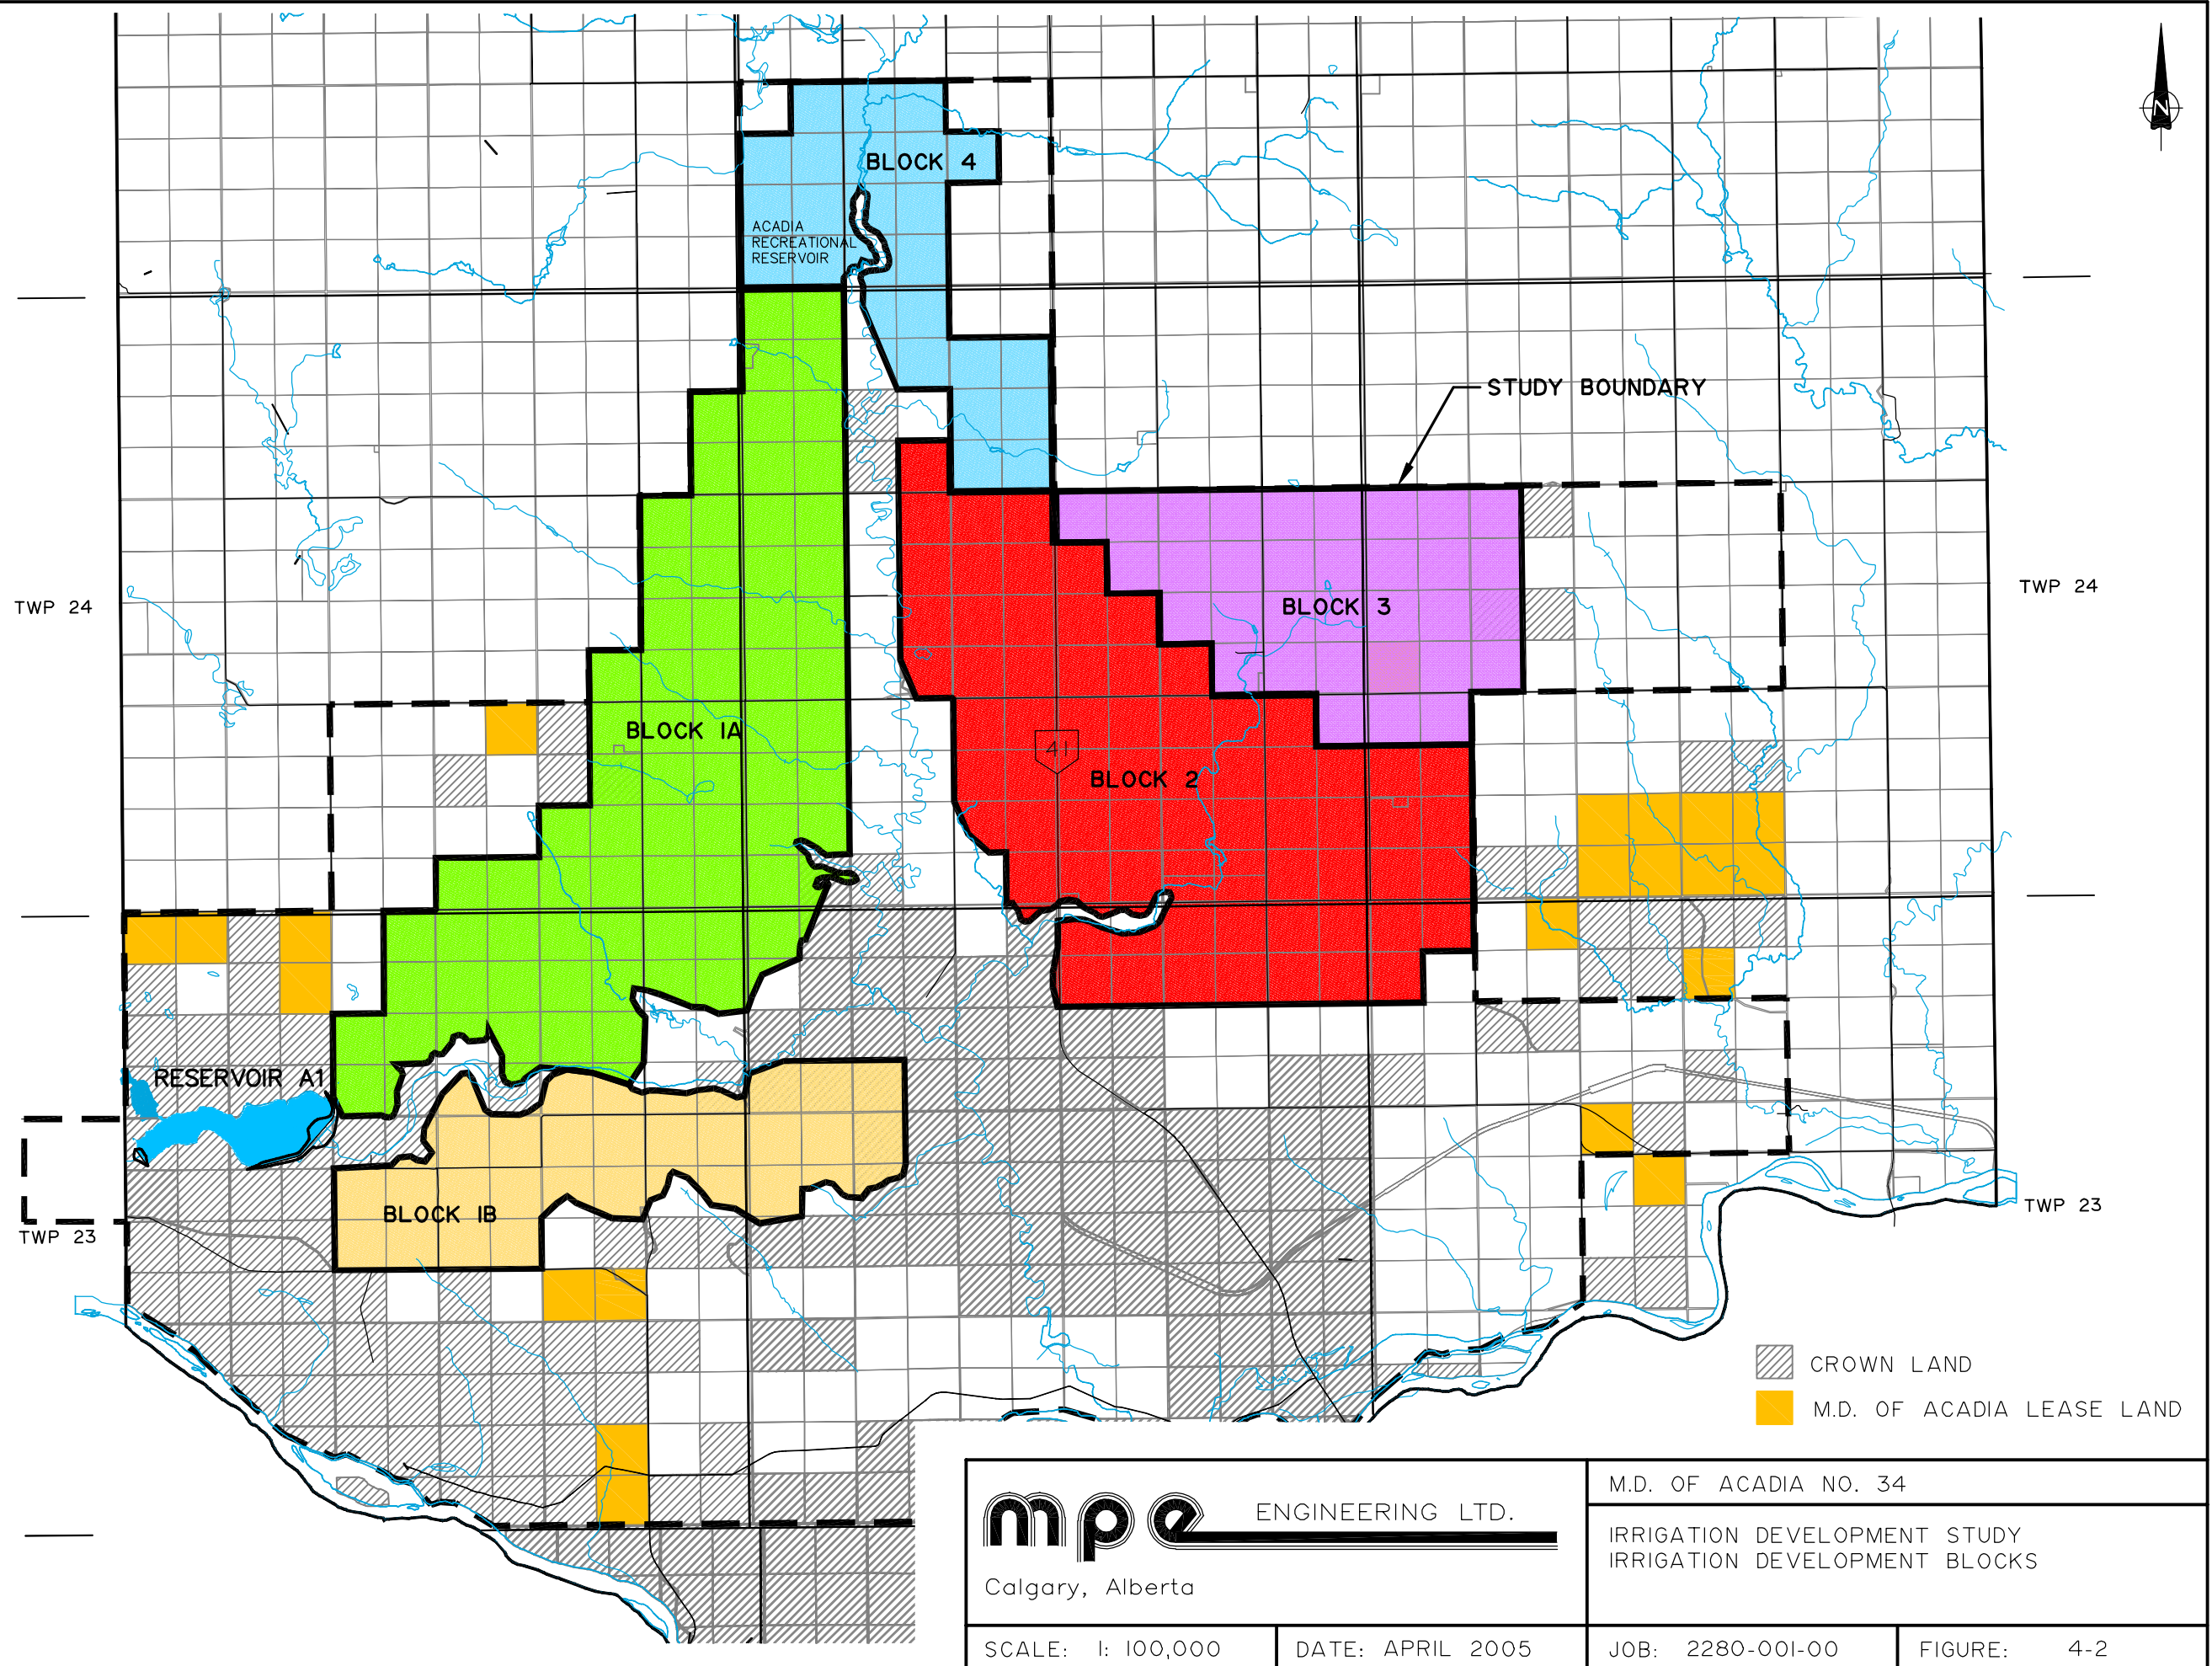 N
BLOCK 4
ACADIA
RECREATIONAL
RESERVOIR
STUDY BOUNDARY
TWP 24
TWP 24
BLOCK 3
BLOCK 1A
41
BLOCK 2
RESERVOIR A1
BLOCK 1B
TWP 23
TWP 23
CROWN LAND
M.D. OF ACADIA LEASE LAND
mpe ENGINEERING LTD.
Calgary, Alberta
M.D. OF ACADIA NO. 34
IRRIGATION DEVELOPMENT STUDY
IRRIGATION DEVELOPMENT BLOCKS
SCALE: 1: 100,000
DATE: APRIL 2005
JOB: 2280-001-00
FIGURE: 4-2